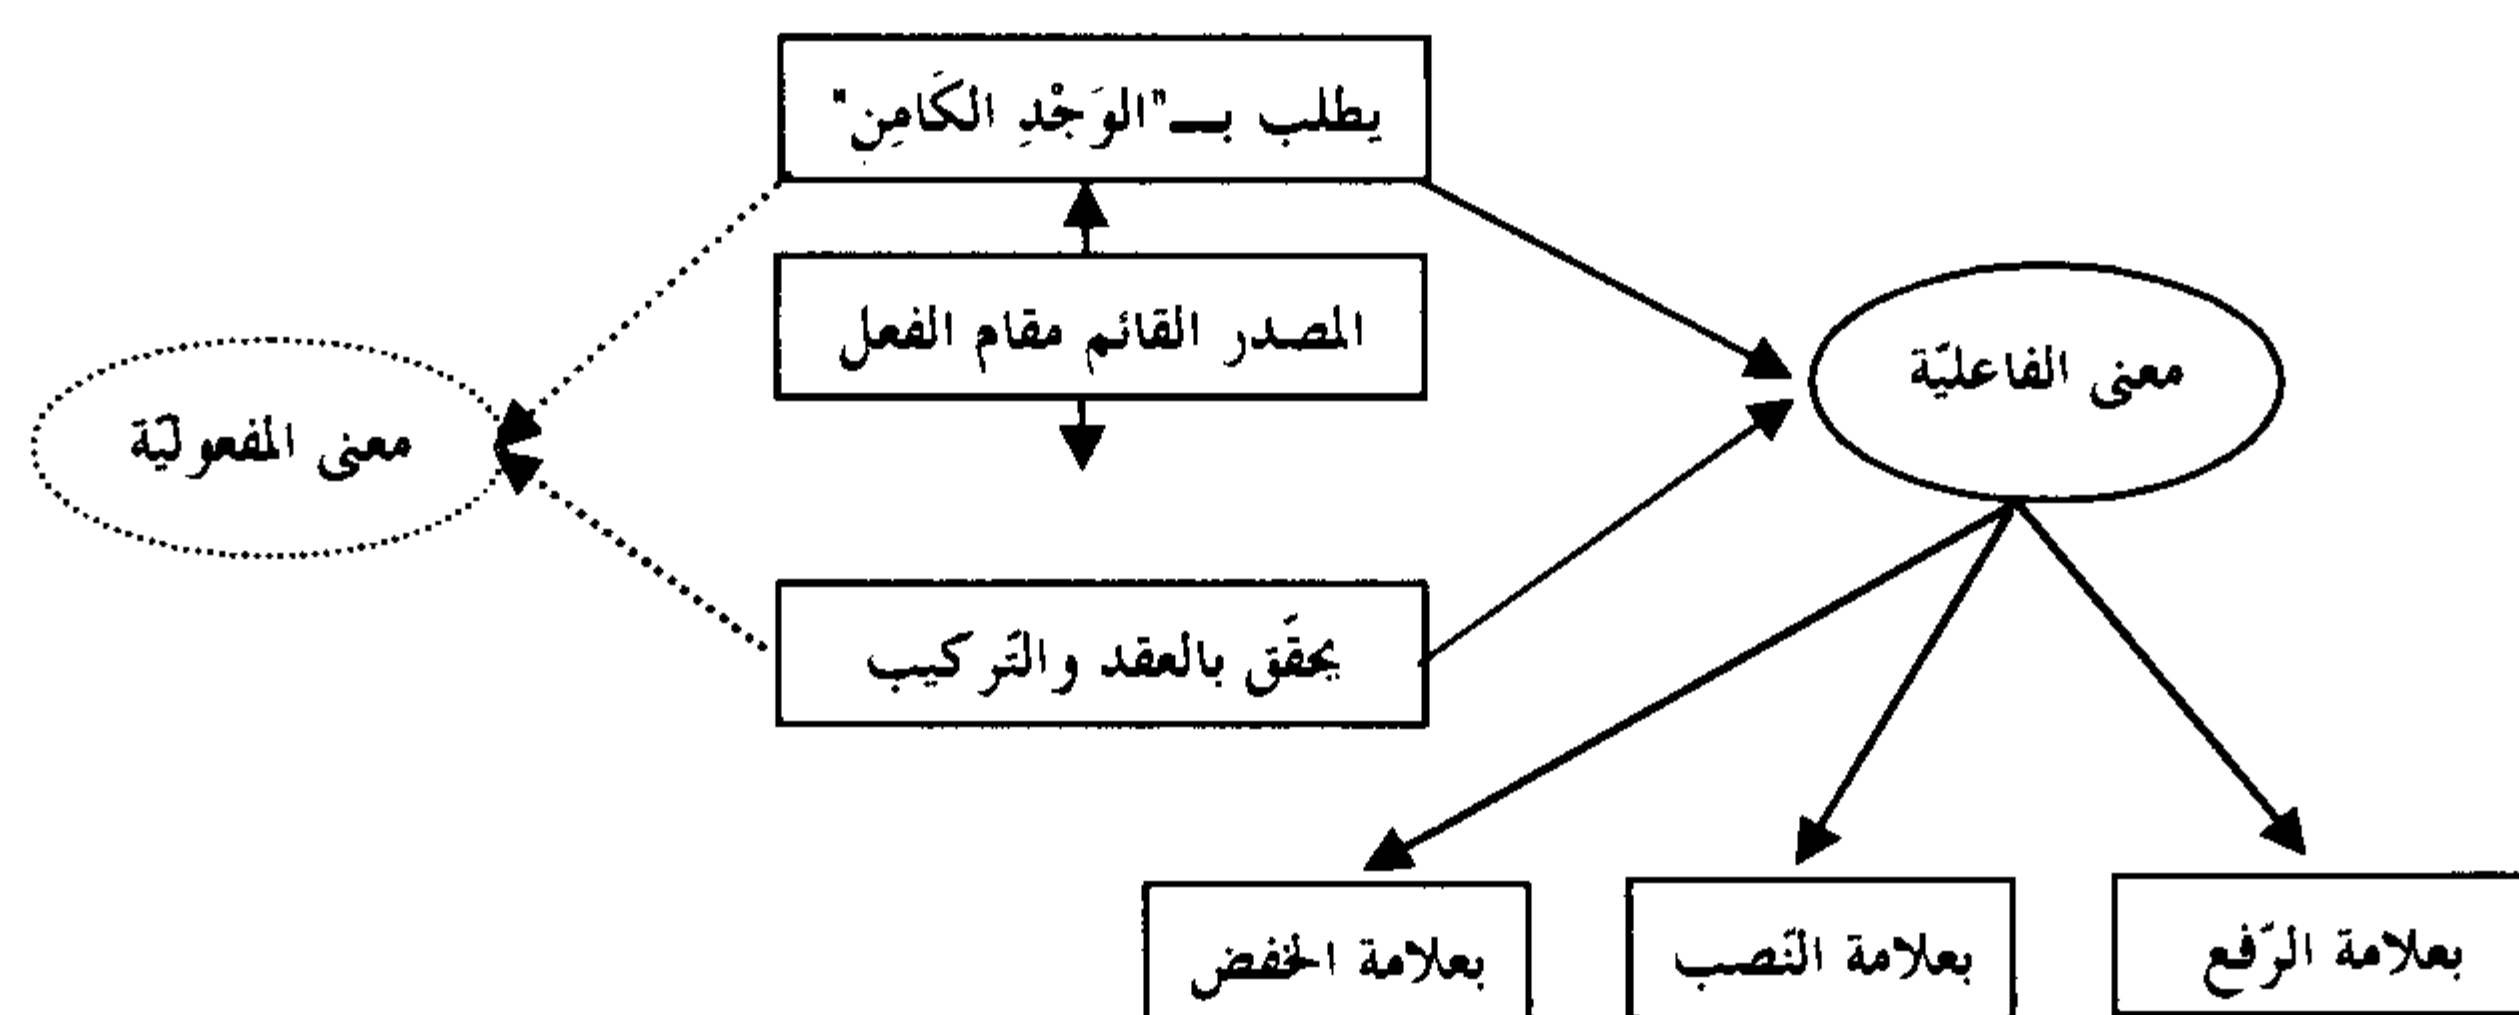 يطلب بـ"الوَجْدِ الكَامِنِ"
المصدر القائم مقام الفعل
معنى الفاعليّة
معنى المفعوليّة
يحقَّق بالعقد والتّركيب
بعلامة الرّفع
بعلامة النّصب
بعلامة الخفض